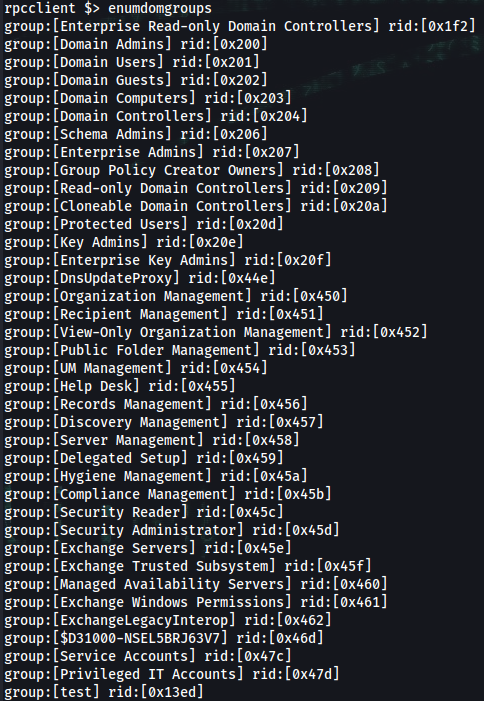 rpcclient $> enumdomgroups
group:[Enterprise Read-only Domain Controllers] rid:[0x1f2]
group:[Domain Admins] rid:[0x200]
group:[Domain Users] rid:[0x201]
group:[Domain Guests] rid:[0x202]
group:[Domain Computers] rid:[0x203]
group:[Domain Controllers] rid:[0x204]
group:[Schema Admins] rid:[0x206]
group:[Enterprise Admins] rid:[0x207]
group:[Group Policy Creator Owners] rid:[0x208]
group:[Read-only Domain Controllers] rid:[0x209]
group:[Cloneable Domain Controllers] rid:[0x20a]
group:[Protected Users] rid:[0x20d]
group:[Key Admins] rid:[0x20e]
group:[Enterprise Key Admins] rid:[0x20f]
group:[DnsUpdateProxy] rid:[0x44e]
group:[Organization Management] rid:[0x450]
group:[Recipient Management] rid:[0x451]
group:[View-Only Organization Management] rid:[0x452]
group:[Public Folder Management] rid:[0x453]
group:[UM Management] rid:[0x454]
group:[Help Desk] rid:[0x455]
group:[Records Management] rid:[0x456]
group:[Discovery Management] rid:[0x457]
group:[Server Management] rid:[0x458]
group:[Delegated Setup] rid:[0x459]
group:[Hygiene Management] rid:[0x45a]
group:[Compliance Management] rid:[0x45b]
group:[Security Reader] rid:[0x45c]
group:[Security Administrator] rid:[0x45d]
group:[Exchange Servers] rid:[0x45e]
group:[Exchange Trusted Subsystem] rid:[0x45f]
group:[Managed Availability Servers] rid:[0x460]
group:[Exchange Windows Permissions] rid:[0x461]
group:[ExchangeLegacyInterop] rid:[0x462]
group:[$D31000-NSEL5BRJ63V7] rid:[0x46d]
group:[Service Accounts] rid:[0x47c]
group:[Privileged IT Accounts] rid:[0x47d]
group:[test] rid:[0x13ed]